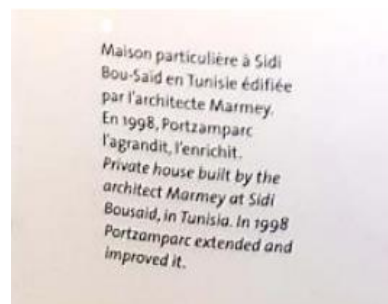 Maison particulière à Sidi
Bou-Saïd en Tunisie édifiée
par l'architecte Marmey.
En 1998, Portzamparc
l'agrandit, l'enrichit.
Private house built by the
architect Marmey at Sidi
Bousaid, in Tunisia. In 1998
Portzamparc extended and
improved it.